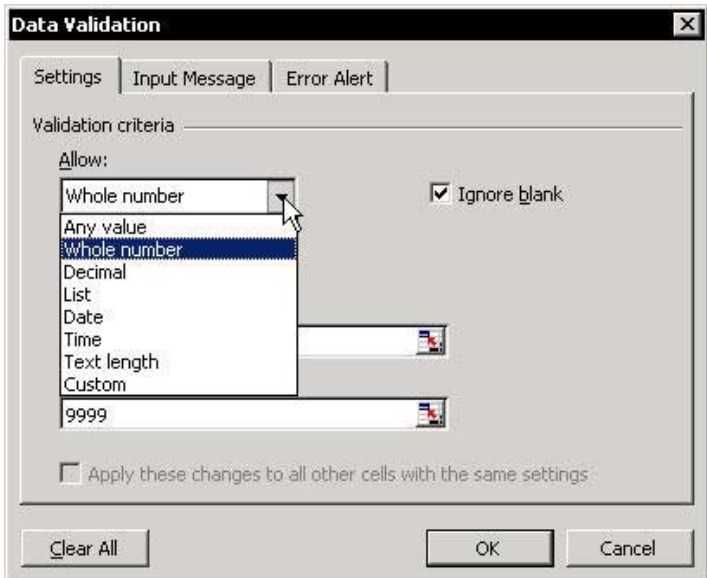 Data Validation
Settings Input Message Error Alert
Validation criteria
Allow:
Whole number Ignore blank
Any value
Whole number
Decimal
List
Date
Time
Text length
Custom
9999
Apply these changes to all other cells with the same settings
Clear All OK Cancel